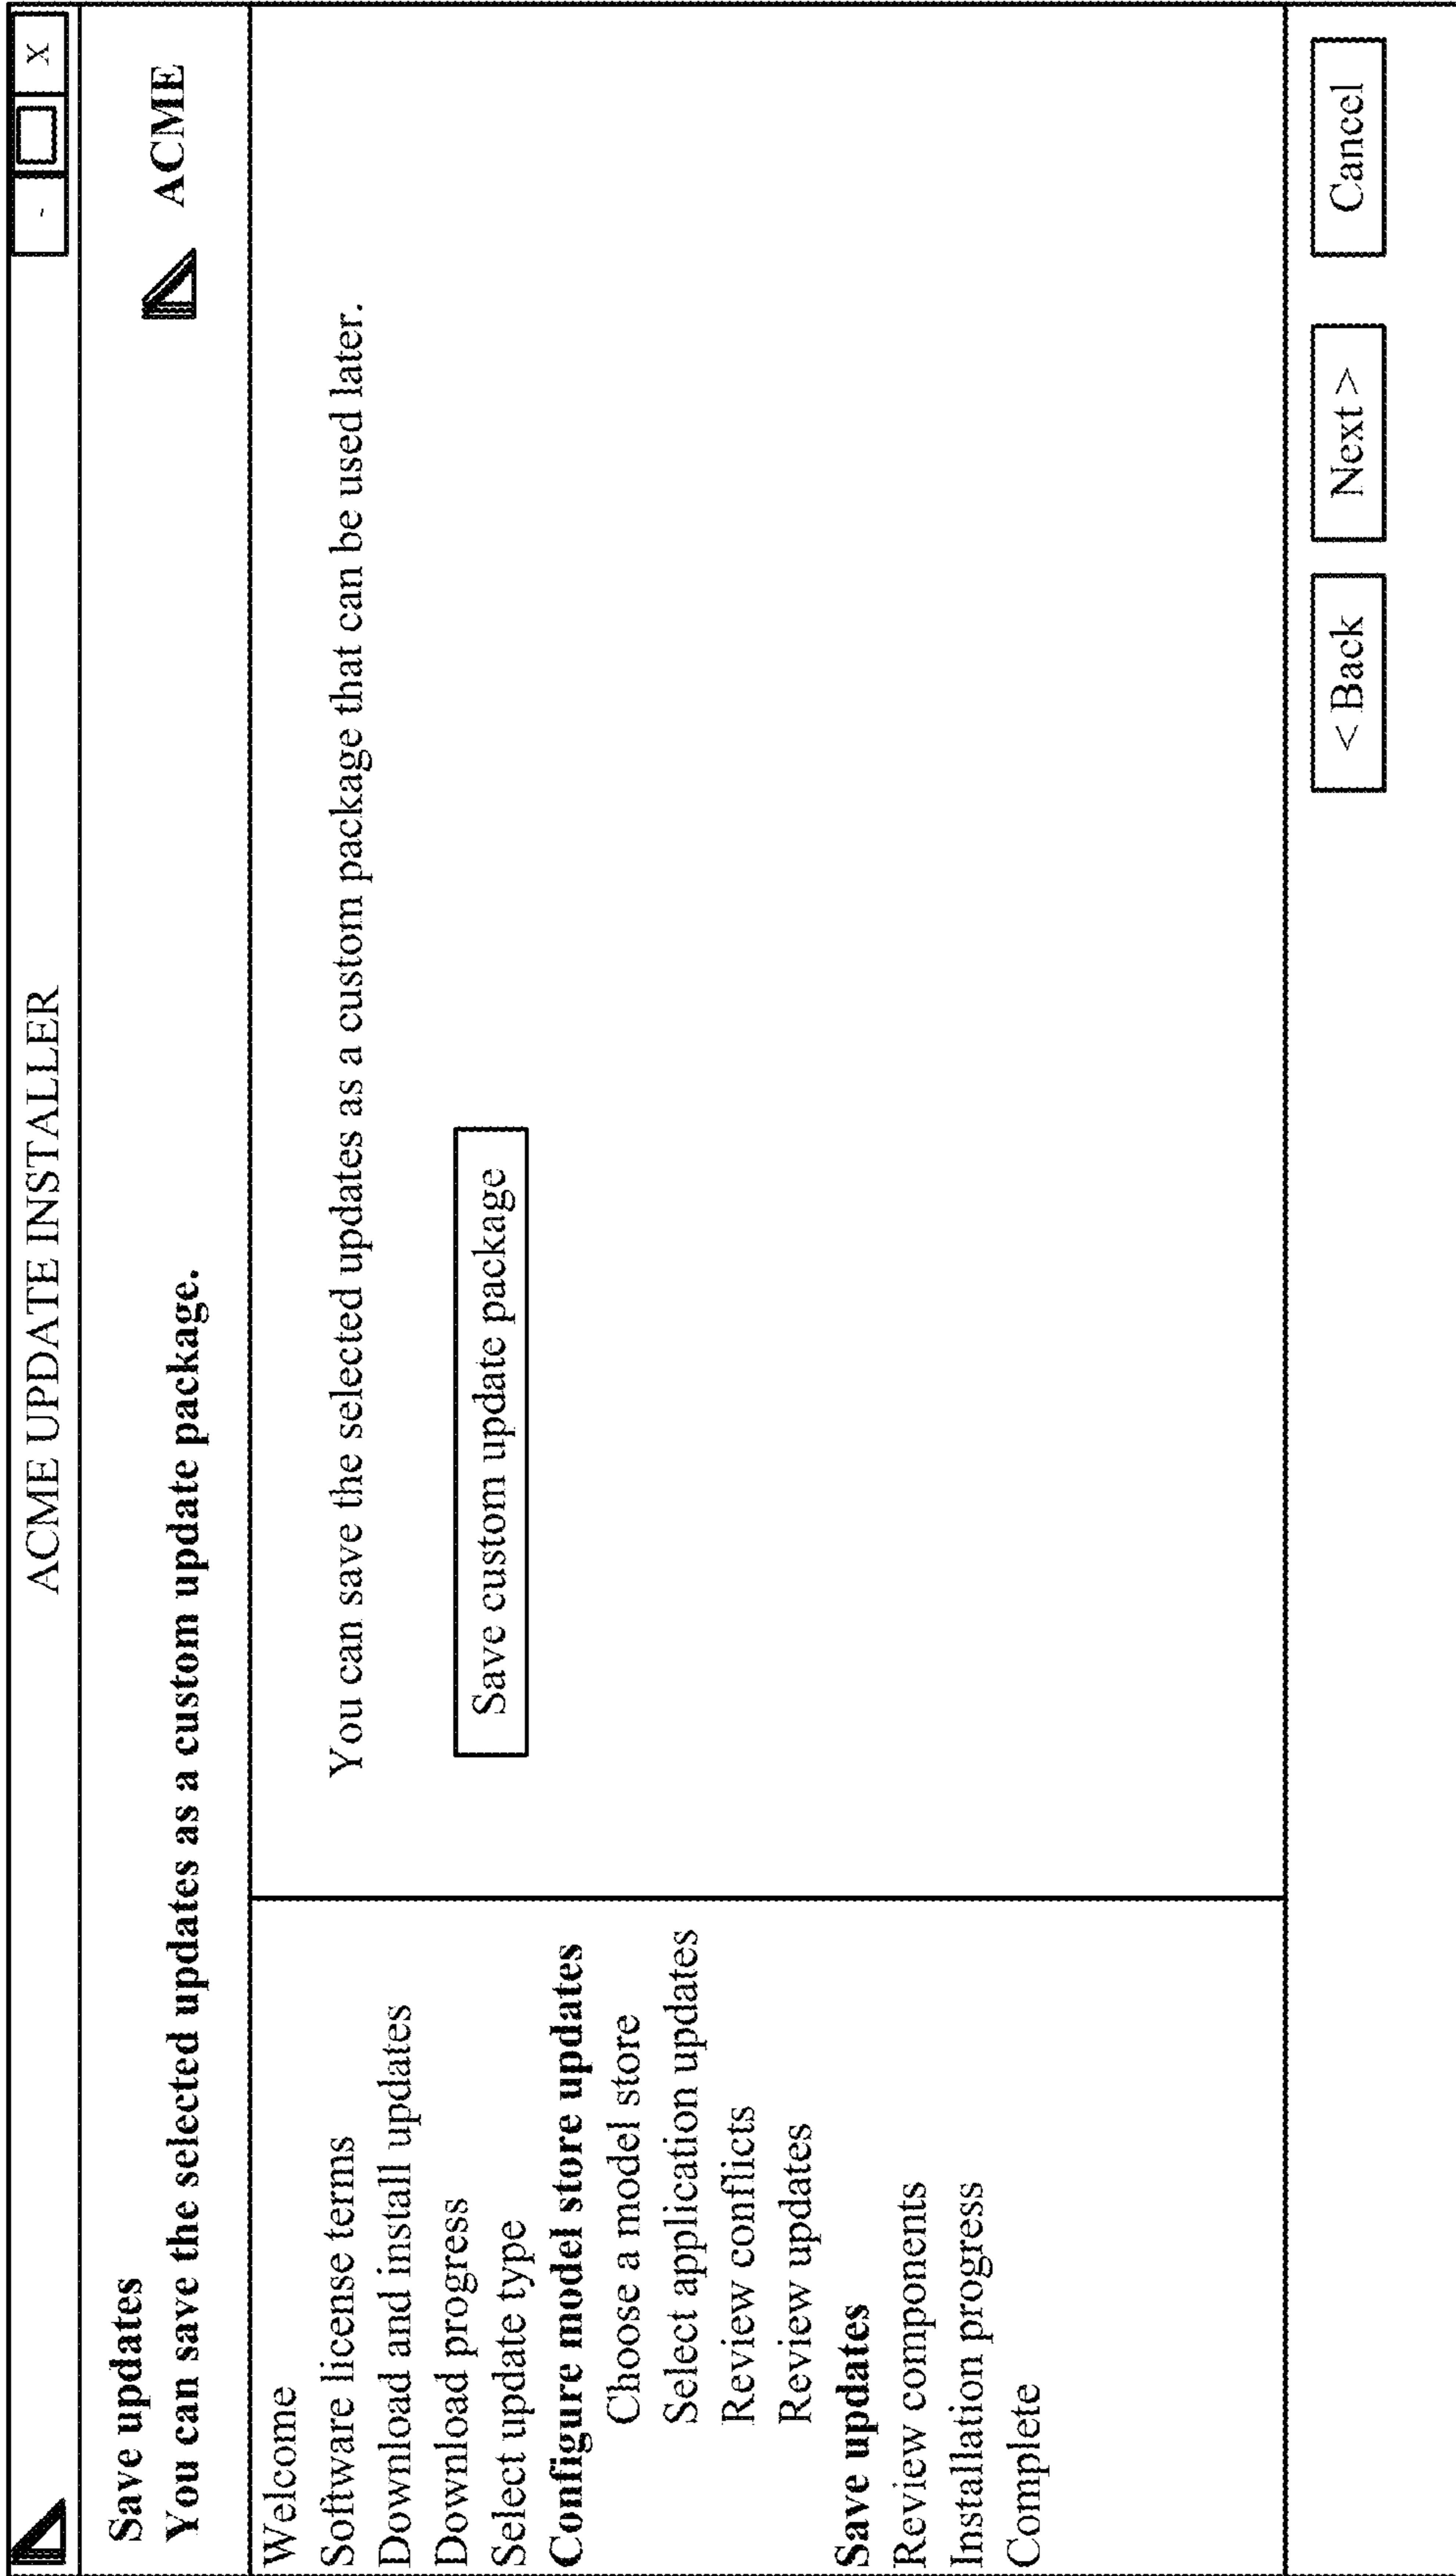 ACME UPDATE INSTALLER
- X
Save updates
You can save the selected updates as a custom update package.
ACME
Welcome
Software license terms
Download and install updates
Download progress
Select update type
Configure model store updates
Choose a model store
Select application updates
Review conflicts
Review updates
Save updates
Review components
Installation progress
Complete
You can save the selected updates as a custom package that can be used later.
Save custom update package
< Back
Next >
Cancel